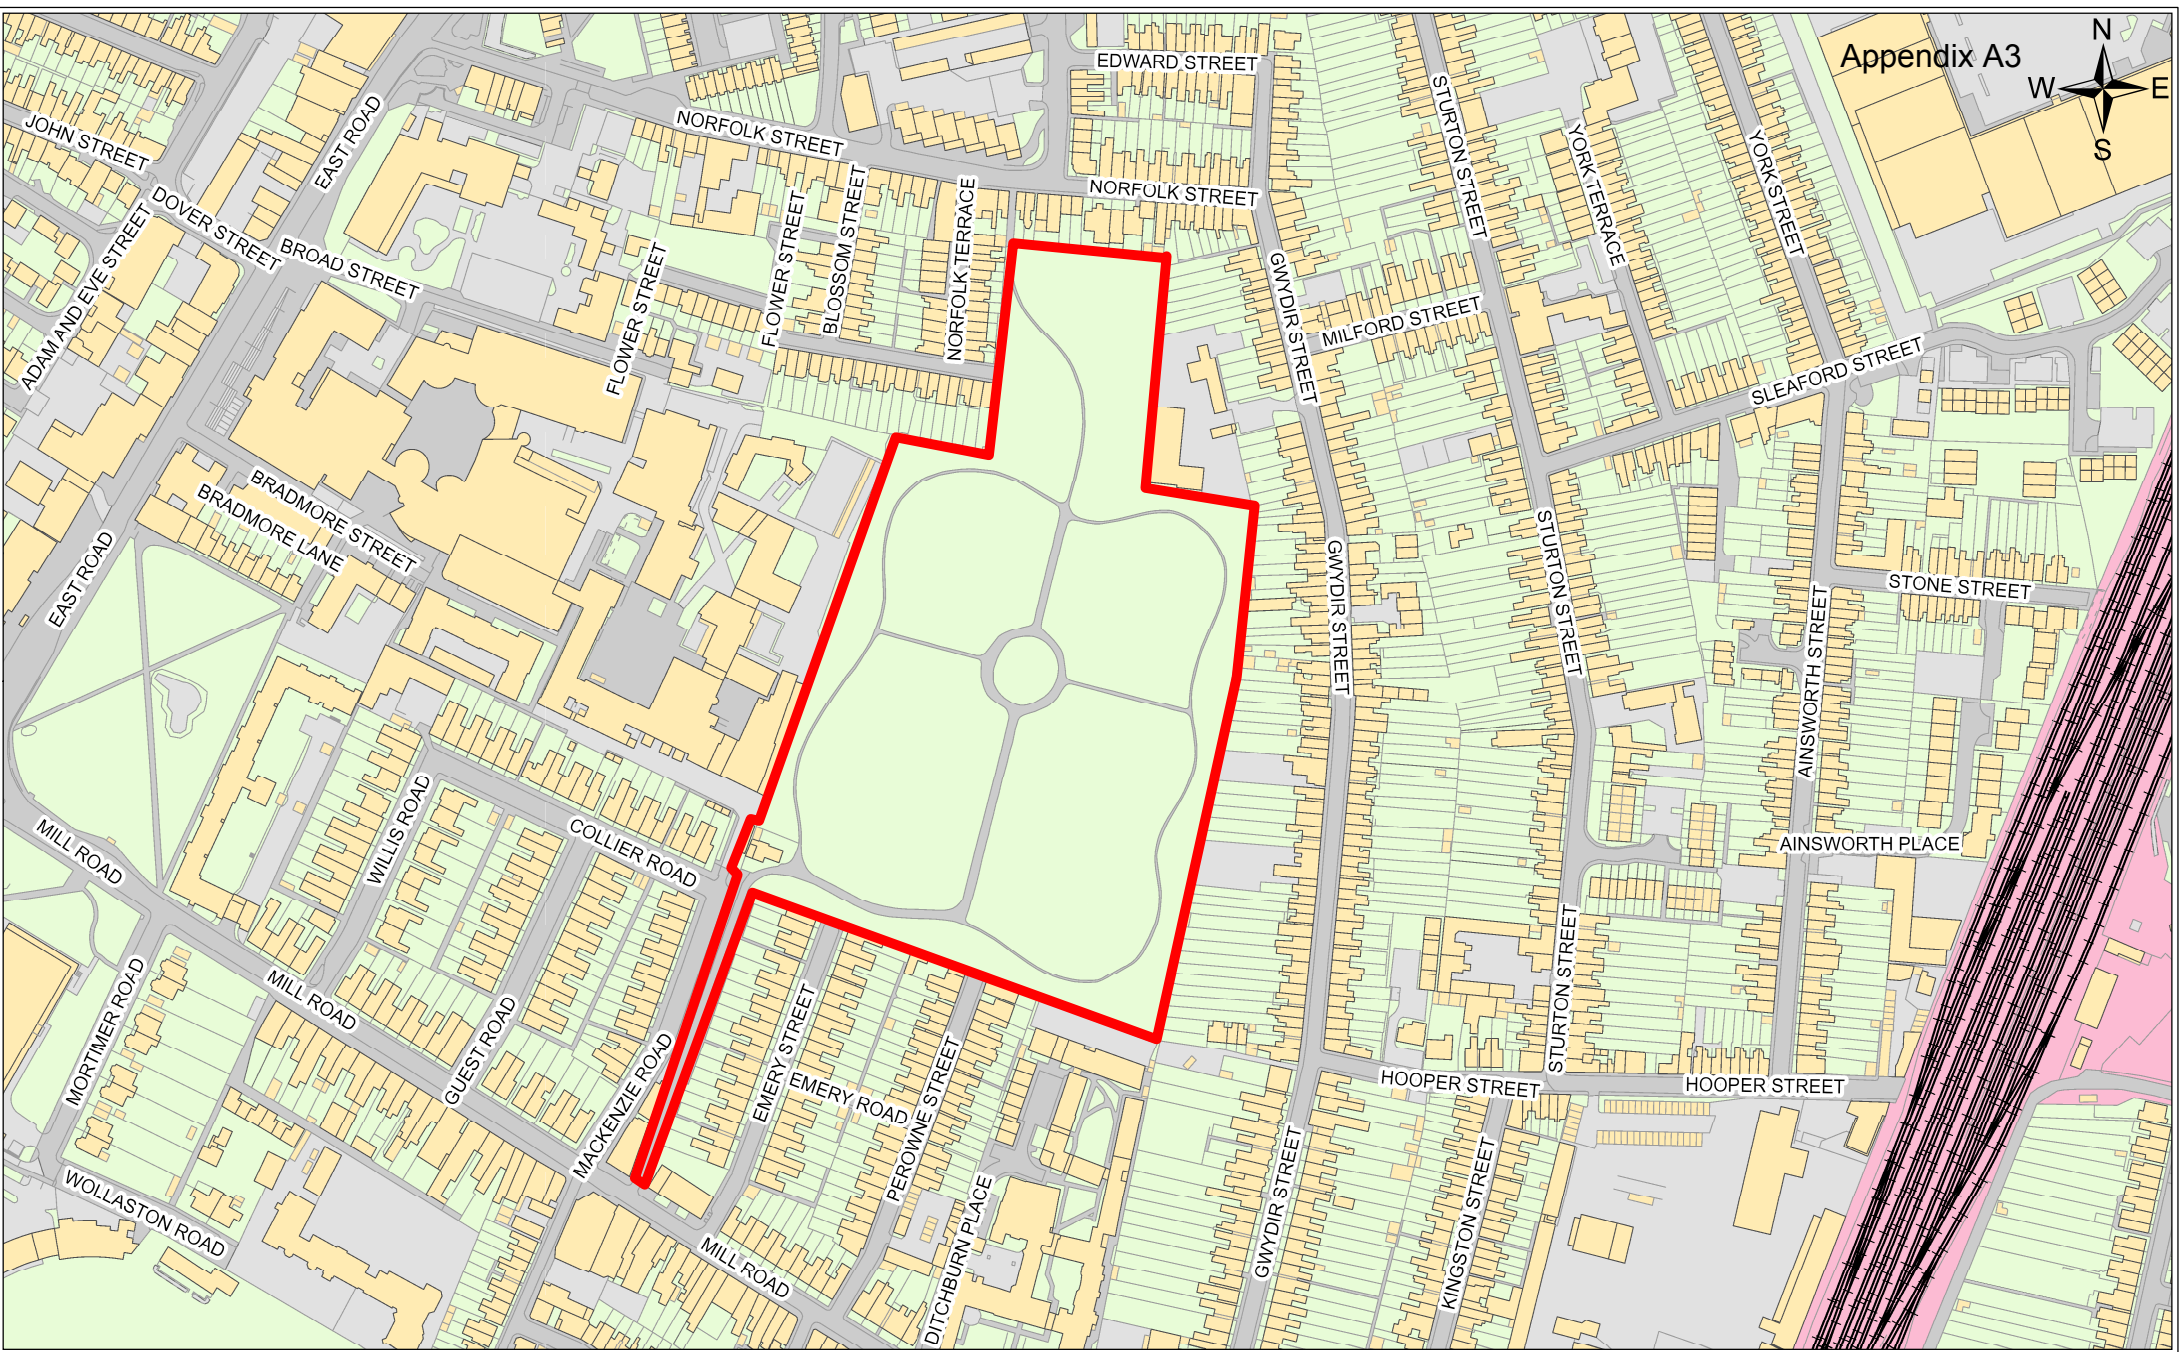 Appendix A3
N
W
E
S
EDWARD STREET
JOHN STREET
EAST ROAD
NORFOLK STREET
STURTON STREET
YORK TERRACE
YORK STREET
DOVER STREET
ADAM AND EVE STREET
BROAD STREET
FLOWER STREET
FLOWER STREET
BLOSSOM STREET
NORFOLK TERRACE
NORFOLK STREET
GWYDIR STREET
MILFORD STREET
SLEAFORD STREET
BRADMORE STREET
BRADMORE LANE
EAST ROAD
GWYDIR STREET
STURTON STREET
STONE STREET
AINSWORTH STREET
MILL ROAD
WILLIS ROAD
COLLIER ROAD
AINSWORTH PLACE
MORTIMER ROAD
MILL ROAD
GUEST ROAD
MACKENZIE ROAD
EMERY STREET
EMERY ROAD
PEROWNE STREET
STURTON STREET
HOOPER STREET
HOOPER STREET
WOLLASTON ROAD
MILL ROAD
DITCHBURN PLACE
GWYDIR STREET
KINGSTON STREET